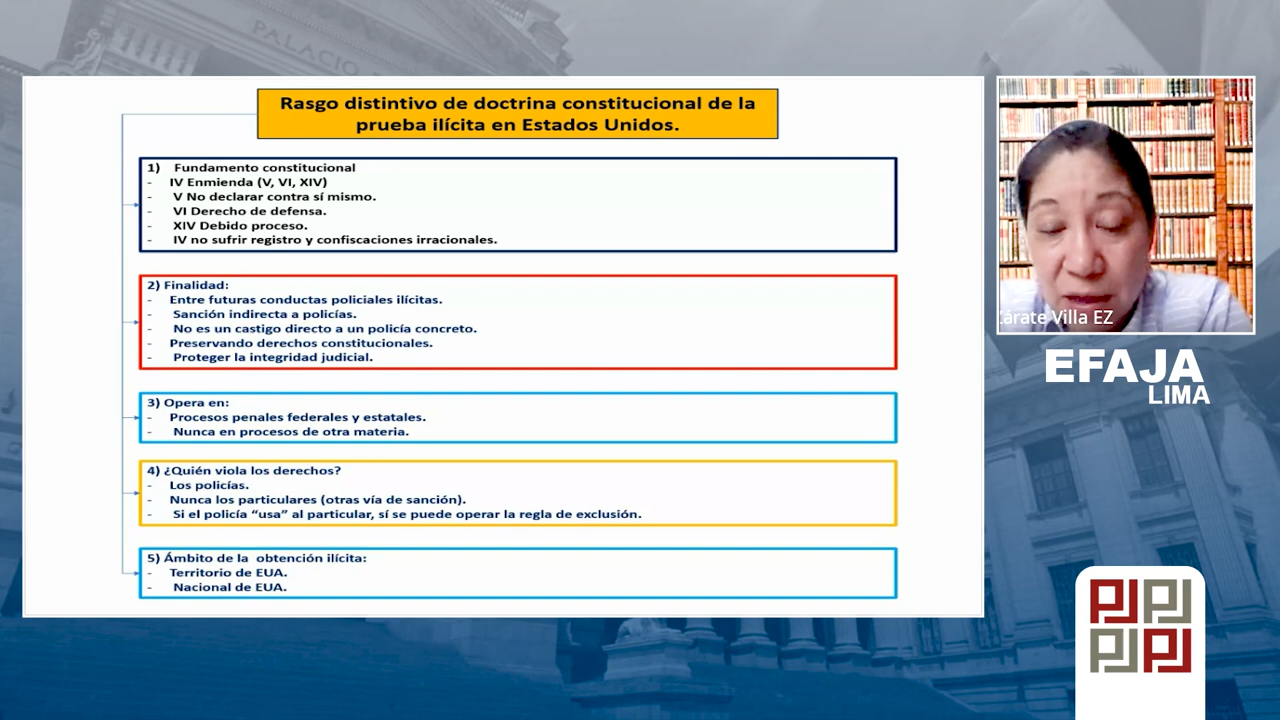 PALACIO
Rasgo distintivo de doctrina constitucional de la
prueba ilícita en Estados Unidos.
1) Fundamento constitucional
- IV Enmienda (V, VI, XIV)
- V No declarar contra sí mismo.
- VI Derecho de defensa.
- XIV Debido proceso.
- IV no sufrir registro y confiscaciones irracionales.
2) Finalidad:
- Entre futuras conductas policiales ilícitas.
- Sanción indirecta a policías.
- No es un castigo directo a un policía concreto.
- Preservando derechos constitucionales.
- Proteger la integridad judicial.
3) Opera en:
- Procesos penales federales y estatales.
- Nunca en procesos de otra materia.
4) ¿Quién viola los derechos?
- Los policías.
- Nunca los particulares (otras vía de sanción).
- Si el policía “usa” al particular, sí se puede operar la regla de exclusión.
5) Ámbito de la obtención ilícita:
- Territorio de EUA.
- Nacional de EUA.
Zárate Villa EZ
EFAJA
LIMA
PJ PJ
PJ PJ